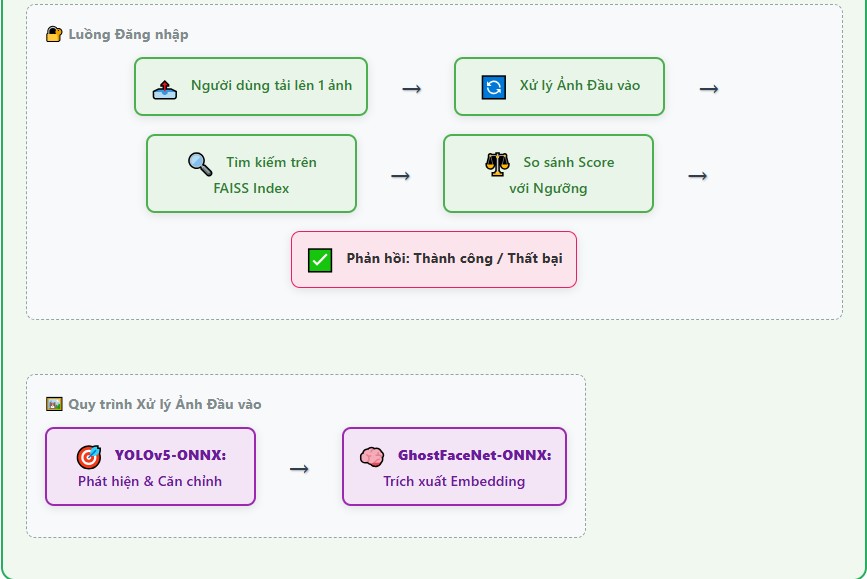 Luồng Đăng nhập
Người dùng tải lên 1 ảnh → Xử lý Ảnh Đầu vào →
Tìm kiếm trên
FAISS Index
→
So sánh Score
với Ngưỡng
→
Phản hồi: Thành công / Thất bại
Quy trình Xử lý Ảnh Đầu vào
YOLOv5-ONNX:
Phát hiện & Căn chỉnh
→
GhostFaceNet-ONNX:
Trích xuất Embedding